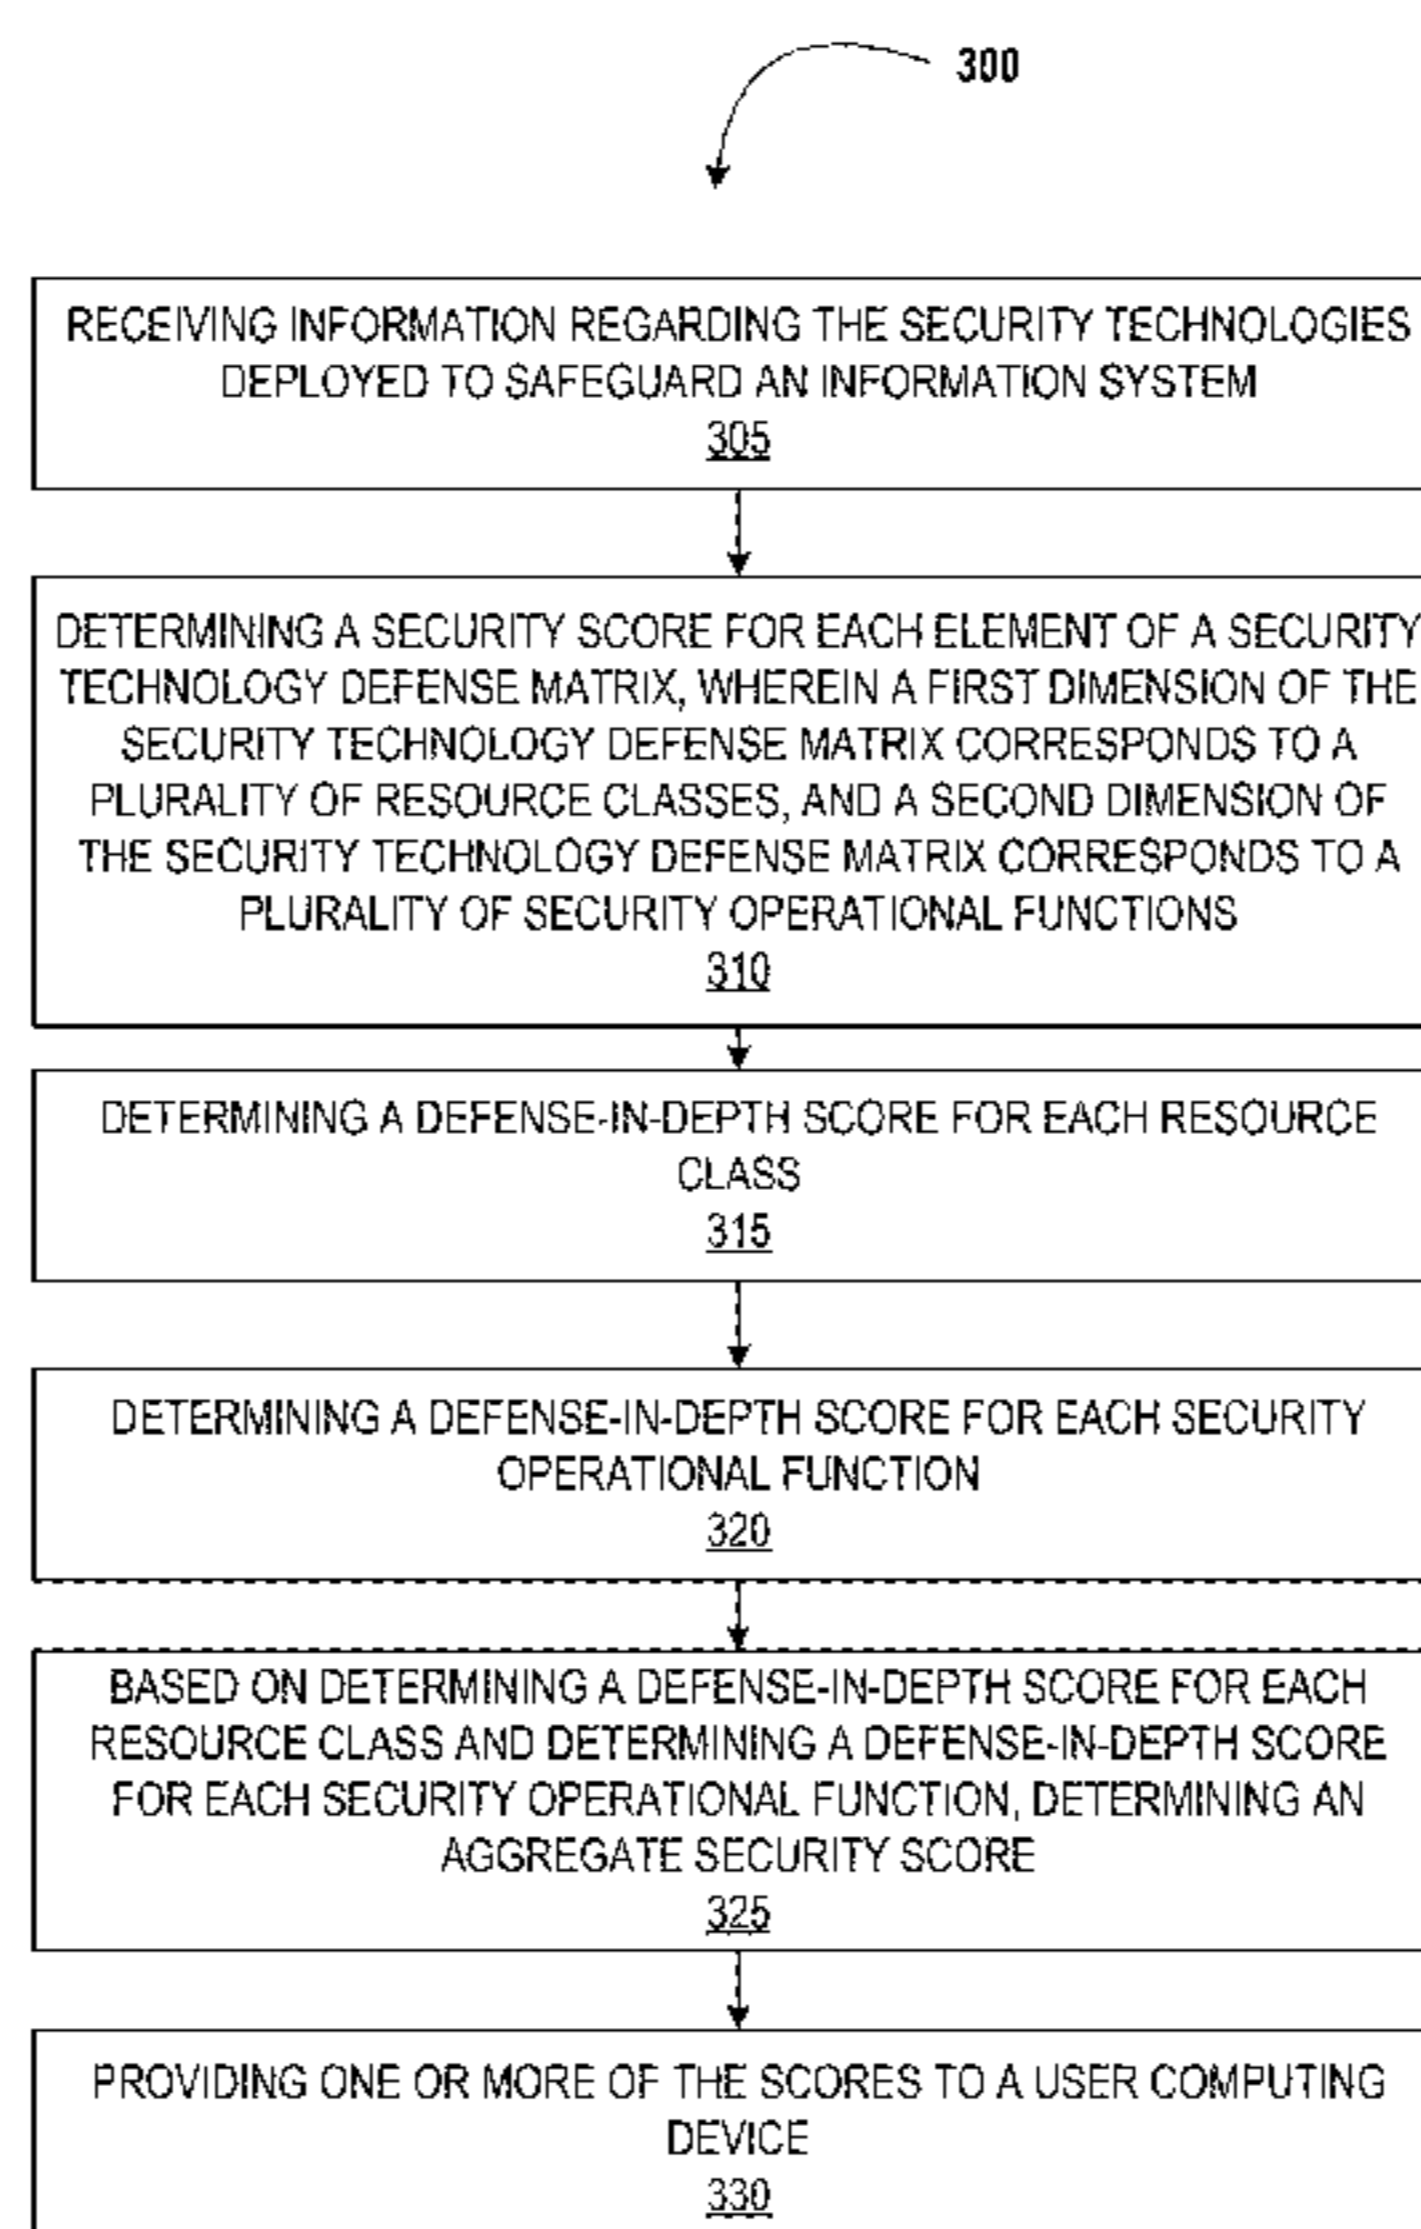 300
RECEIVING INFORMATION REGARDING THE SECURITY TECHNOLOGIES
DEPLOYED TO SAFEGUARD AN INFORMATION SYSTEM
305
DETERMINING A SECURITY SCORE FOR EACH ELEMENT OF A SECURITY
TECHNOLOGY DEFENSE MATRIX, WHEREIN A FIRST DIMENSION OF THE
SECURITY TECHNOLOGY DEFENSE MATRIX CORRESPONDS TO A
PLURALITY OF RESOURCE CLASSES, AND A SECOND DIMENSION OF
THE SECURITY TECHNOLOGY DEFENSE MATRIX CORRESPONDS TO A
PLURALITY OF SECURITY OPERATIONAL FUNCTIONS
310
DETERMINING A DEFENSE-IN-DEPTH SCORE FOR EACH RESOURCE
CLASS
315
DETERMINING A DEFENSE-IN-DEPTH SCORE FOR EACH SECURITY
OPERATIONAL FUNCTION
320
BASED ON DETERMINING A DEFENSE-IN-DEPTH SCORE FOR EACH
RESOURCE CLASS AND DETERMINING A DEFENSE-IN-DEPTH SCORE
FOR EACH SECURITY OPERATIONAL FUNCTION, DETERMINING AN
AGGREGATE SECURITY SCORE
325
PROVIDING ONE OR MORE OF THE SCORES TO A USER COMPUTING
DEVICE
330